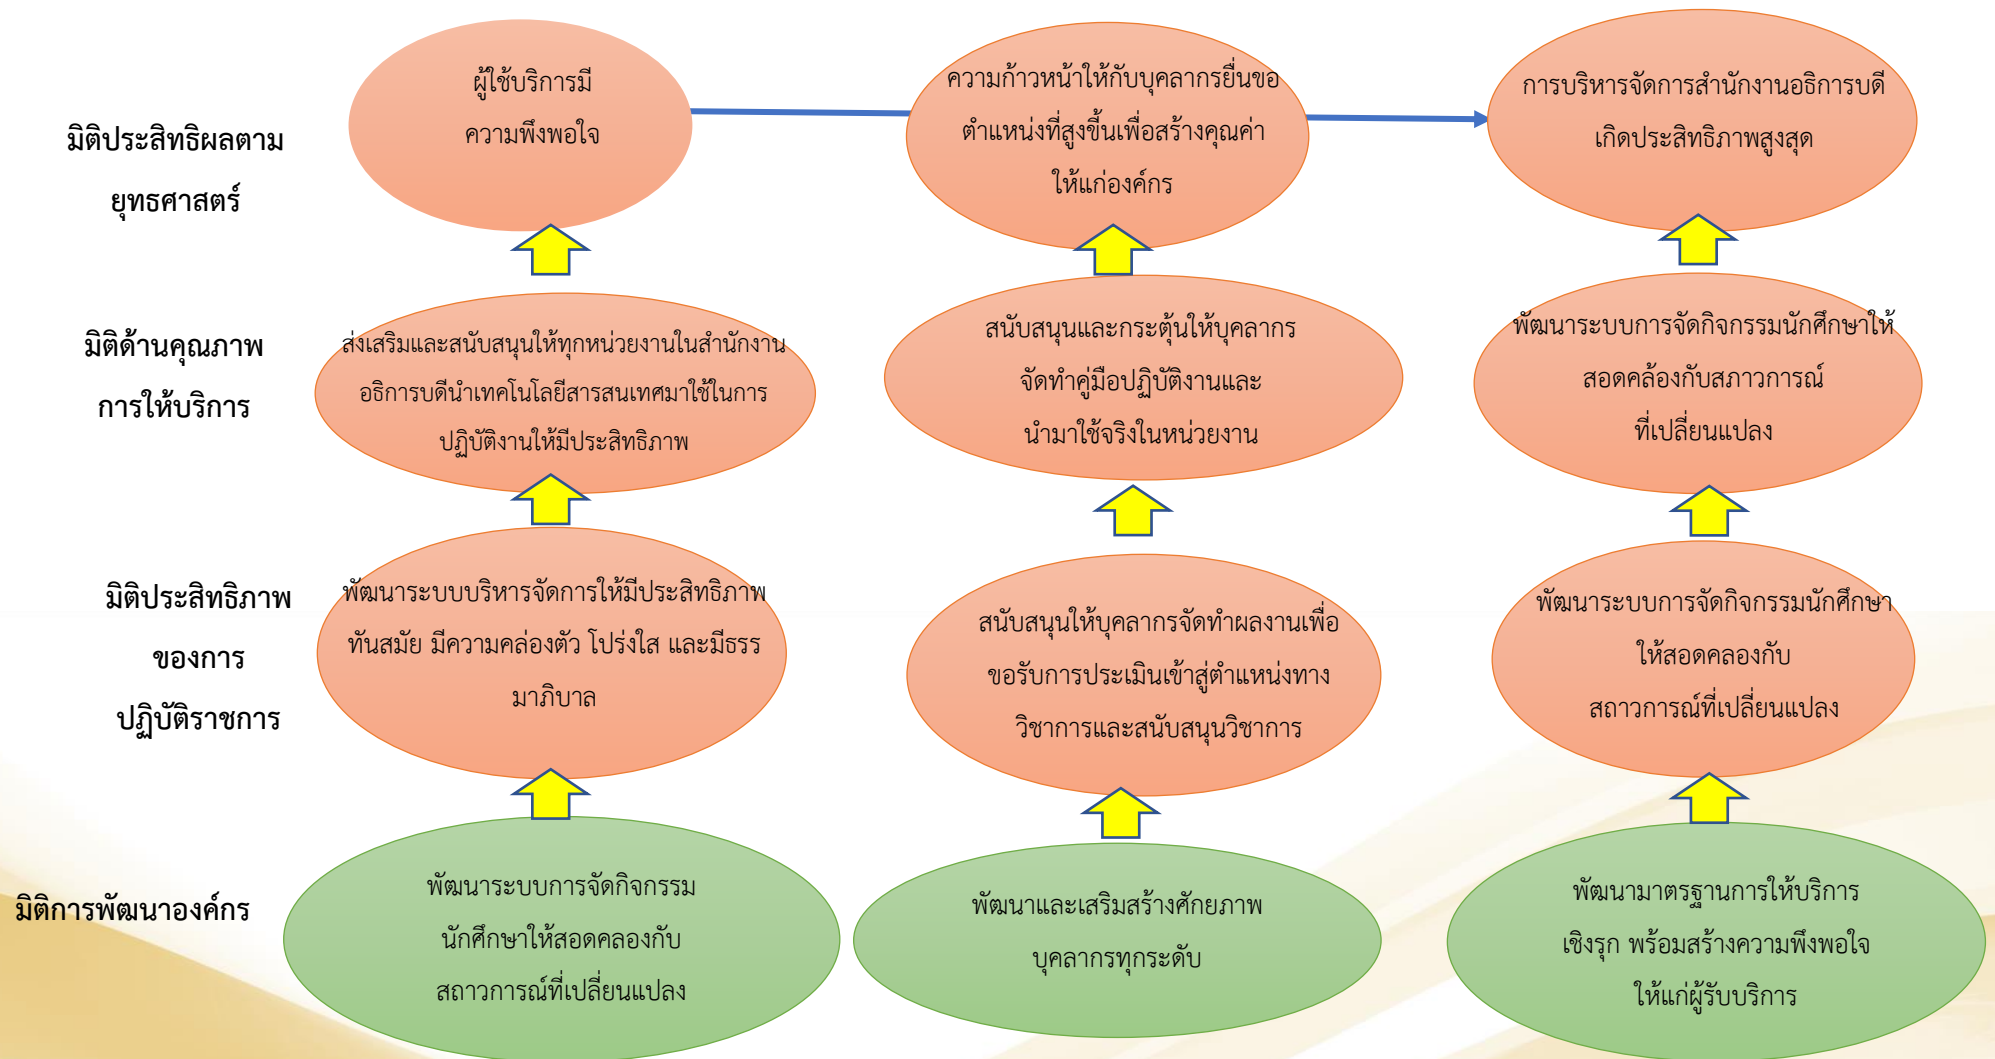 มิติประสิทธิผลตาม
ยุทธศาสตร์
ผู้ใช้บริการมี
ความพึงพอใจ
ความก้าวหน้าให้กับบุคลากรยื่นขอ
ตำแหน่งที่สูงขึ้นเพื่อสร้างคุณค่า
ให้แก่องค์กร
การบริหารจัดการสำนักงานอธิการบดี
เกิดประสิทธิภาพสูงสุด
มิติด้านคุณภาพ
การให้บริการ
ส่งเสริมและสนับสนุนให้ทุกหน่วยงานในสำนักงาน
อธิการบดีนำเทคโนโลยีสารสนเทศมาใช้ในการ
ปฏิบัติงานให้มีประสิทธิภาพ
สนับสนุนและกระตุ้นให้บุคลากร
จัดทำคู่มือปฏิบัติงานและ
นำมาใช้จริงในหน่วยงาน
พัฒนาระบบการจัดกิจกรรมนักศึกษาให้
สอดคล้องกับสภาวการณ์
ที่เปลี่ยนแปลง
มิติประสิทธิภาพ
ของการ
ปฏิบัติราชการ
พัฒนาระบบบริหารจัดการให้มีประสิทธิภาพ
ทันสมัย มีความคล่องตัว โปร่งใส และมีธรร
มาภิบาล
สนับสนุนให้บุคลากรจัดทำผลงานเพื่อ
ขอรับการประเมินเข้าสู่ตำแหน่งทาง
วิชาการและสนับสนุนวิชาการ
พัฒนาระบบการจัดกิจกรรมนักศึกษา
ให้สอดคลองกับ
สถาวการณ์ที่เปลี่ยนแปลง
มิติการพัฒนาองค์กร
พัฒนาระบบการจัดกิจกรรม
นักศึกษาให้สอดคลองกับ
สถาวการณ์ที่เปลี่ยนแปลง
พัฒนาและเสริมสร้างศักยภาพ
บุคลากรทุกระดับ
พัฒนามาตรฐานการให้บริการ
เชิงรุก พร้อมสร้างความพึงพอใจ
ให้แก่ผู้รับบริการ